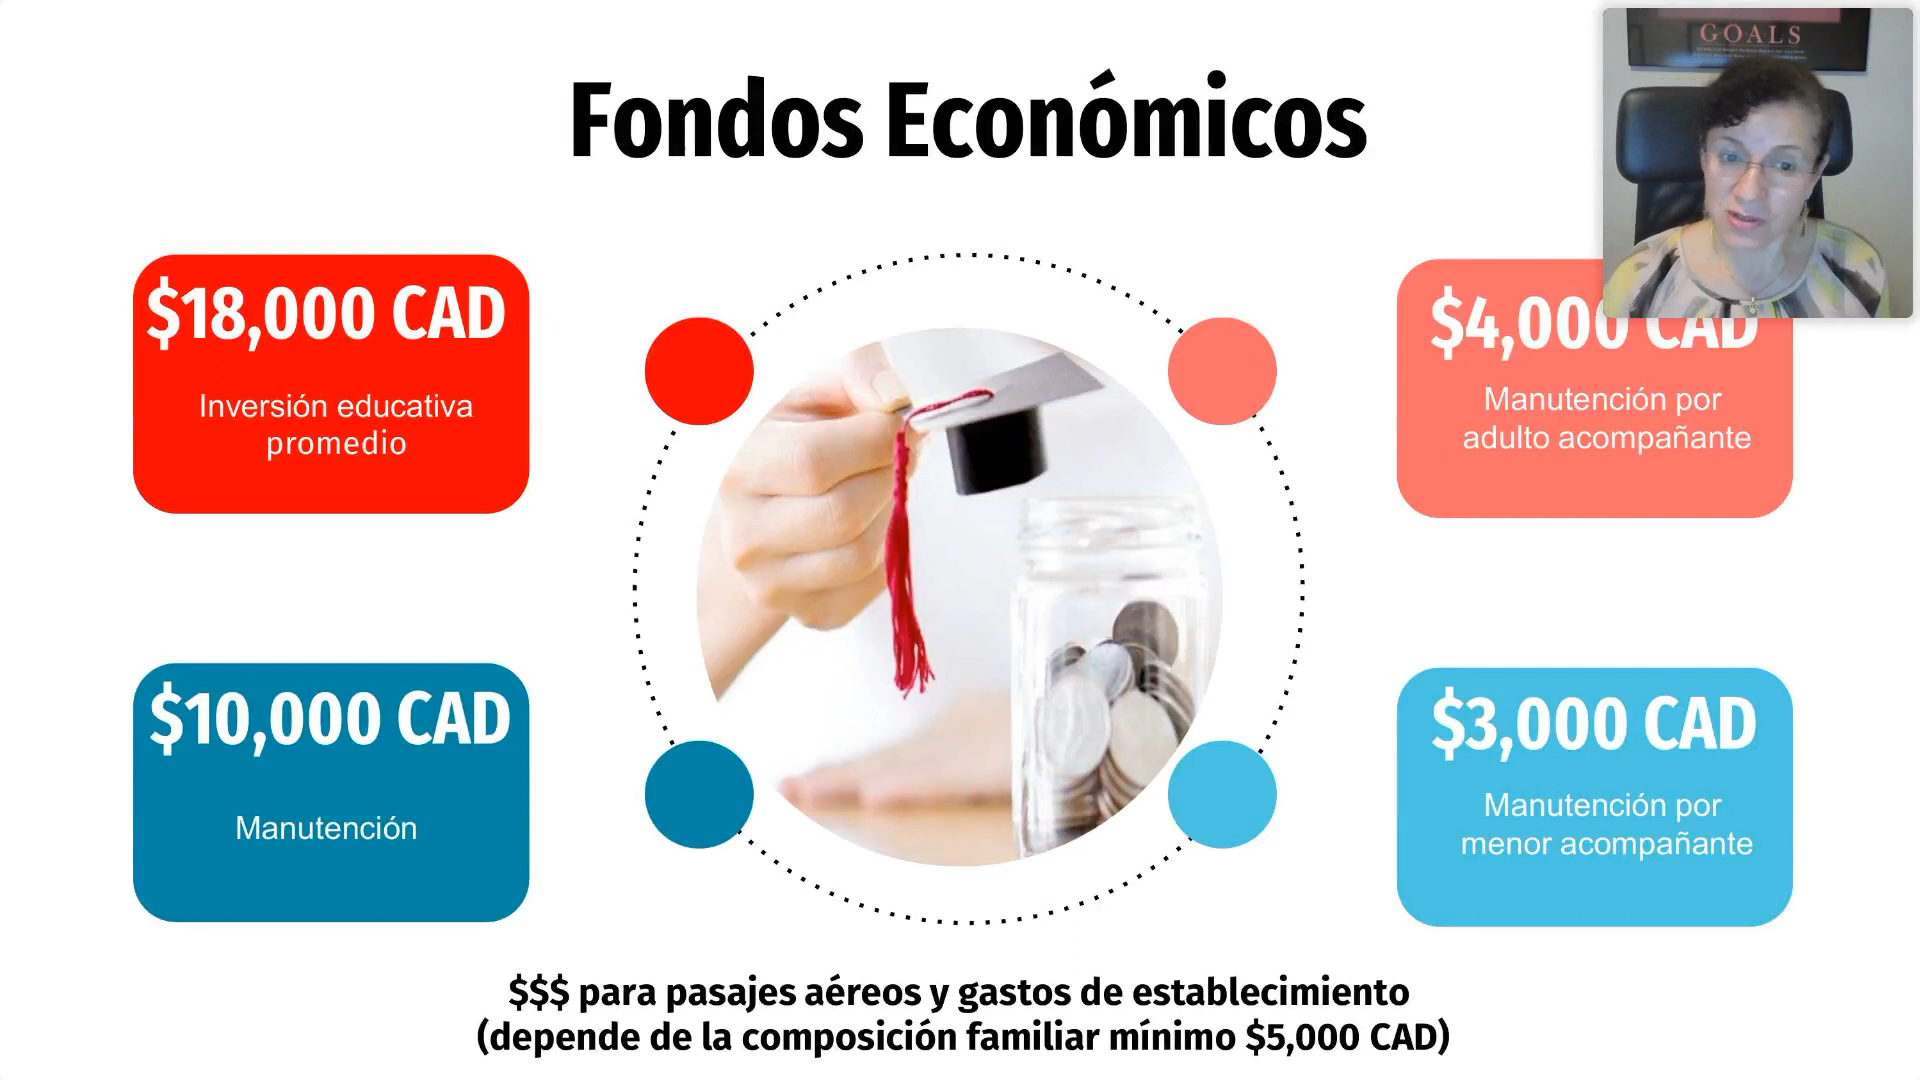 GOALS
Fondos Económicos
$18,000 CAD
Inversión educativa
promedio
$4,000 CAD
Manutención por
adulto acompañante
$10,000 CAD
Manutención
$3,000 CAD
Manutención por
menor acompañante
$$$ para pasajes aéreos y gastos de establecimiento
(depende de la composición familiar mínimo $5,000 CAD)